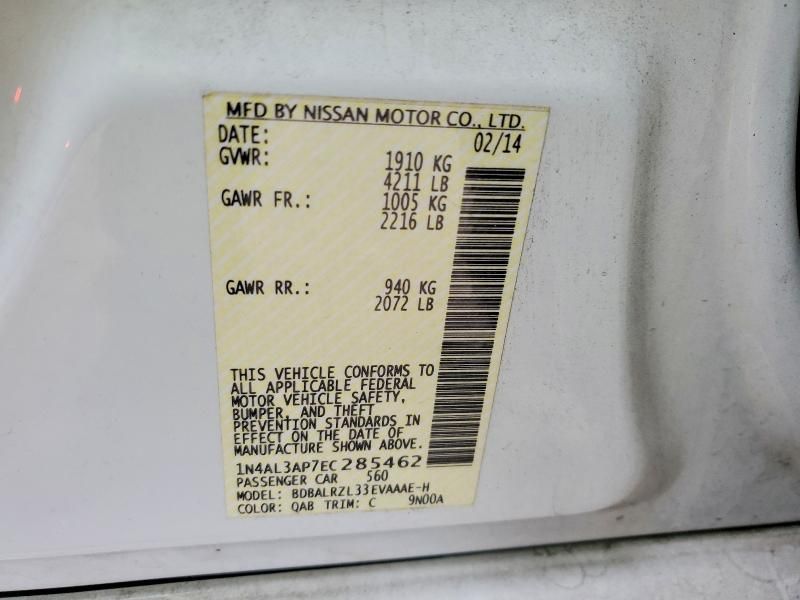 MFD BY NISSAN MOTOR CO., LTD.
DATE: 02/14
GVWR: 1910 KG
4211 LB
GAWR FR.: 1005 KG
2216 LB
GAWR RR.: 940 KG
2072 LB
THIS VEHICLE CONFORMS TO
ALL APPLICABLE FEDERAL
MOTOR VEHICLE SAFETY,
BUMPER, AND THEFT
PREVENTION STANDARDS IN
EFFECT ON THE DATE OF
MANUFACTURE SHOWN ABOVE.
1N4AL3AP7EC285462
PASSENGER CAR 560
MODEL: BDBALRZL33EVAAAE-H
COLOR: QAB TRIM: C 9N00A